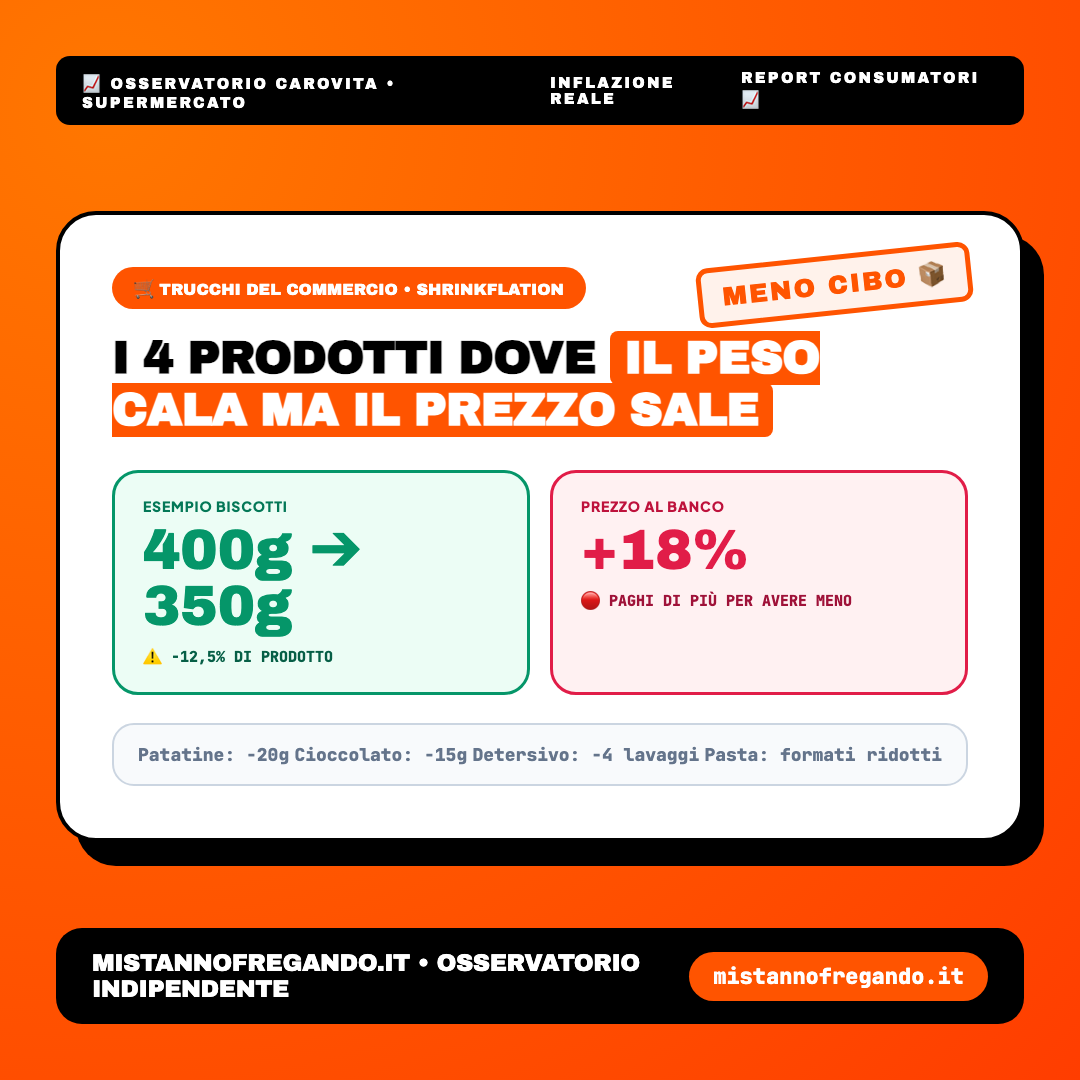 📈 OSSERVATORIO CAROVITA •
SUPERMERCATO
INFLAZIONE
REALE
REPORT CONSUMATORI
📈
🛒 TRUCCHI DEL COMMERCIO • SHRINKFLATION
MENO CIBO 📦
I 4 PRODOTTI DOVE IL PESO
CALA MA IL PREZZO SALE
ESEMPIO BISCOTTI
400g →
350g
⚠️ -12,5% DI PRODOTTO
PREZZO AL BANCO
+18%
🔴 PAGHI DI PIÙ PER AVERE MENO
Patatine: -20g Cioccolato: -15g Detersivo: -4 lavaggi Pasta: formati ridotti
MISTANNOFREGANDO.IT • OSSERVATORIO
INDIPENDENTE
mistannofregando.it